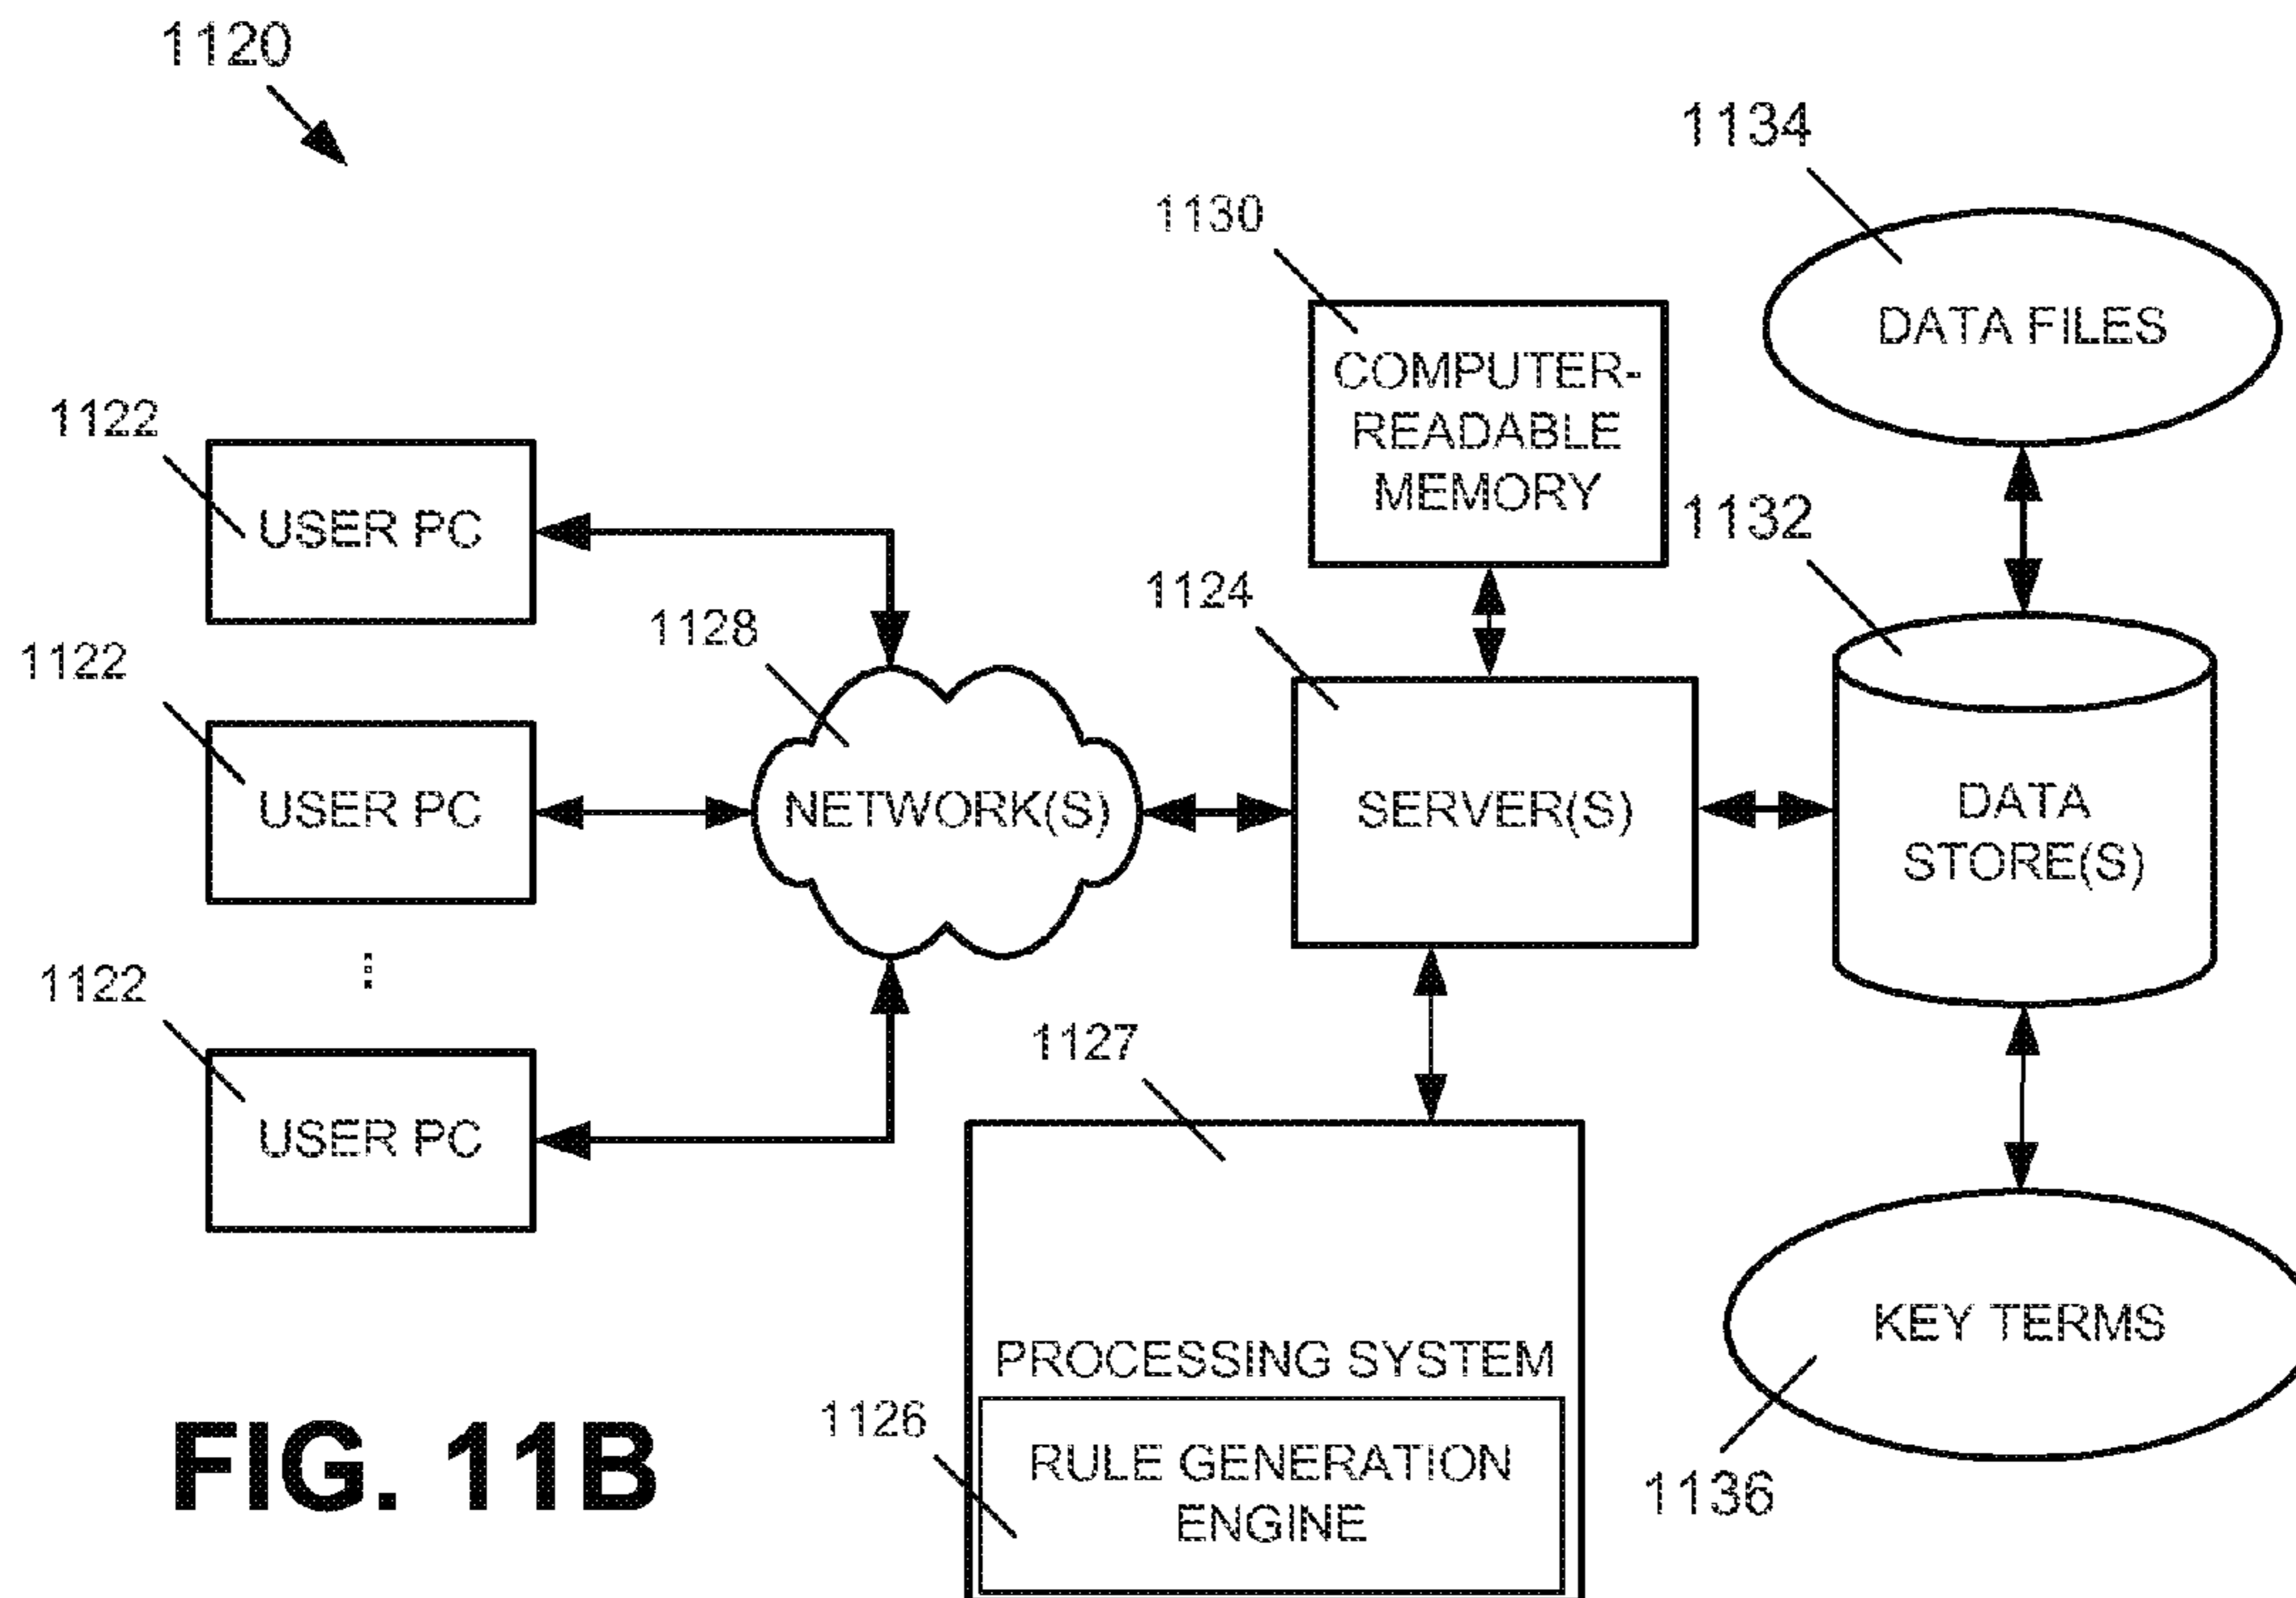 1120
1134
DATA FILES
1130
COMPUTER-
READABLE
MEMORY
1122
USER PC
1132
1124
1128
1122
USER PC
NETWORK(S)
SERVER(S)
DATA
STORE(S)
1122
USER PC
1127
PROCESSING SYSTEM
1126
RULE GENERATION
ENGINE
KEY TERMS
1136
FIG. 11B